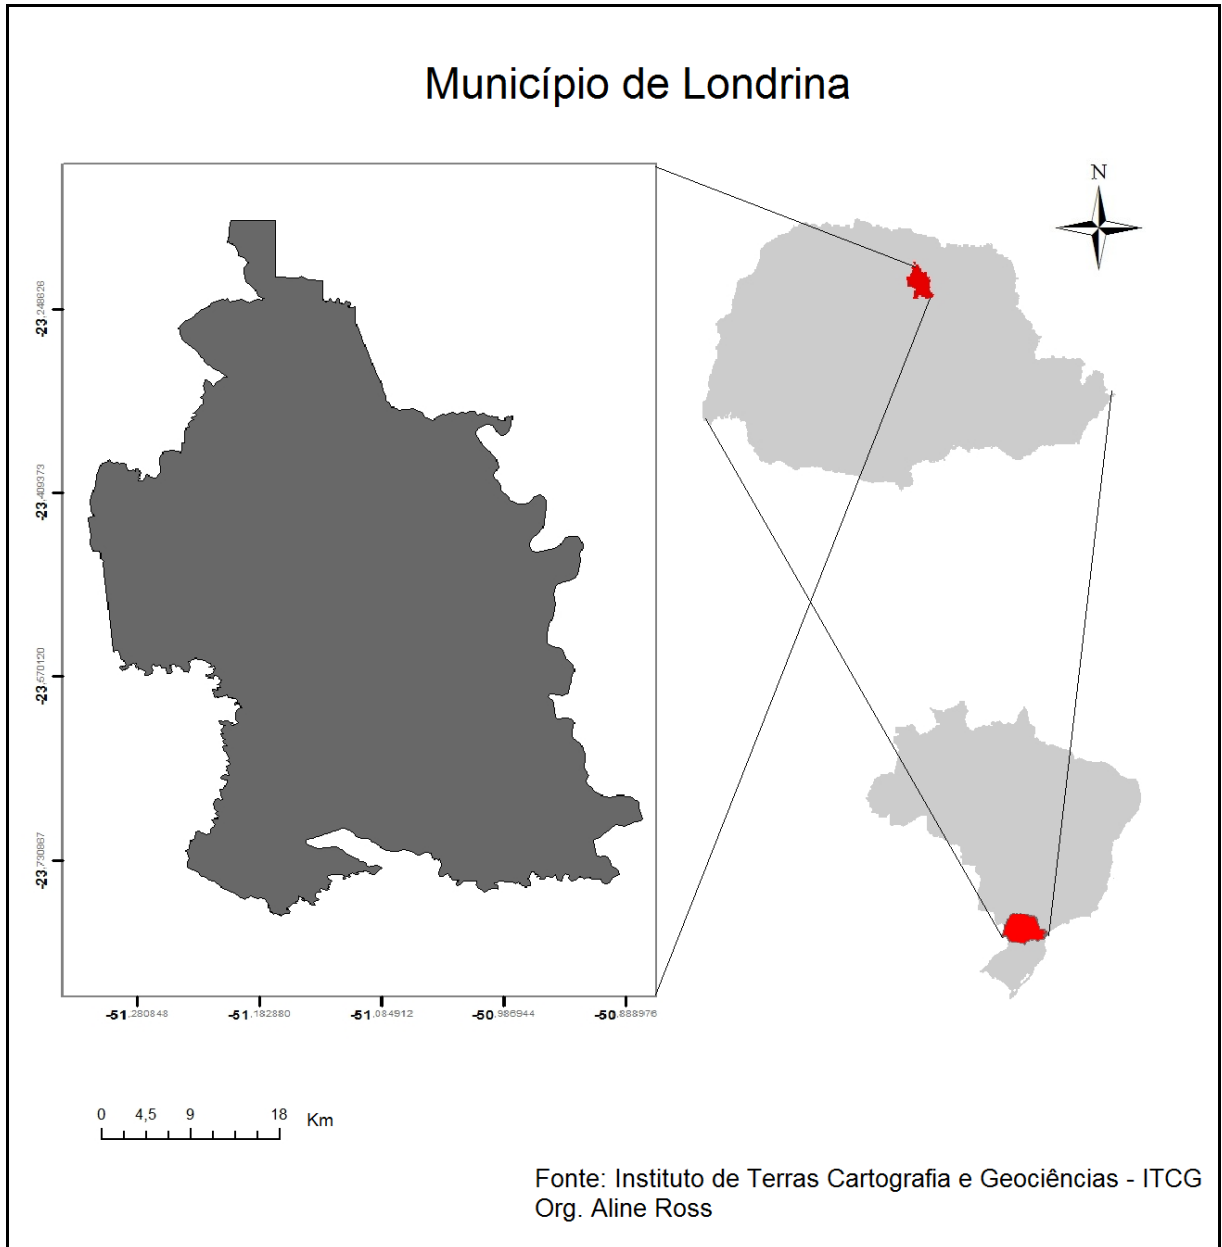 Município de Londrina
N
-23,248626
-23,409373
-23,570120
-23,730867
-51,280848 -51,182880 -51,084912 -50,986944 -50,888976
0 4,5 9 18 Km
Fonte: Instituto de Terras Cartografia e Geociências - ITCG
Org. Aline Ross